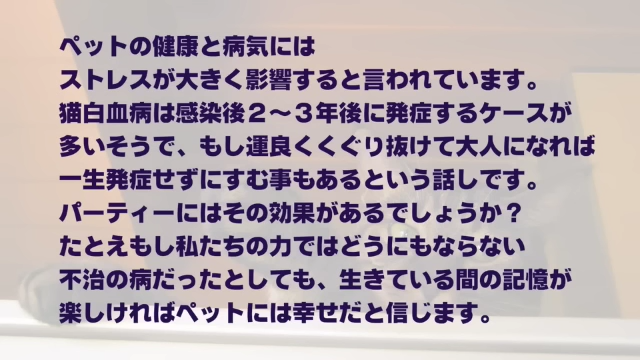 ペットの健康と病気には
ストレスが大きく影響すると言われています。
猫白血病は感染後２～３年後に発症するケースが
多いそうで、もし運良くくぐり抜けて大人になれば
一生発症せずにすむ事もあるという話しです。
パーティーにはその効果があるでしょうか？
たとえもし私たちの力ではどうにもならない
不治の病だったとしても、生きている間の記憶が
楽しければペットには幸せだと信じます。